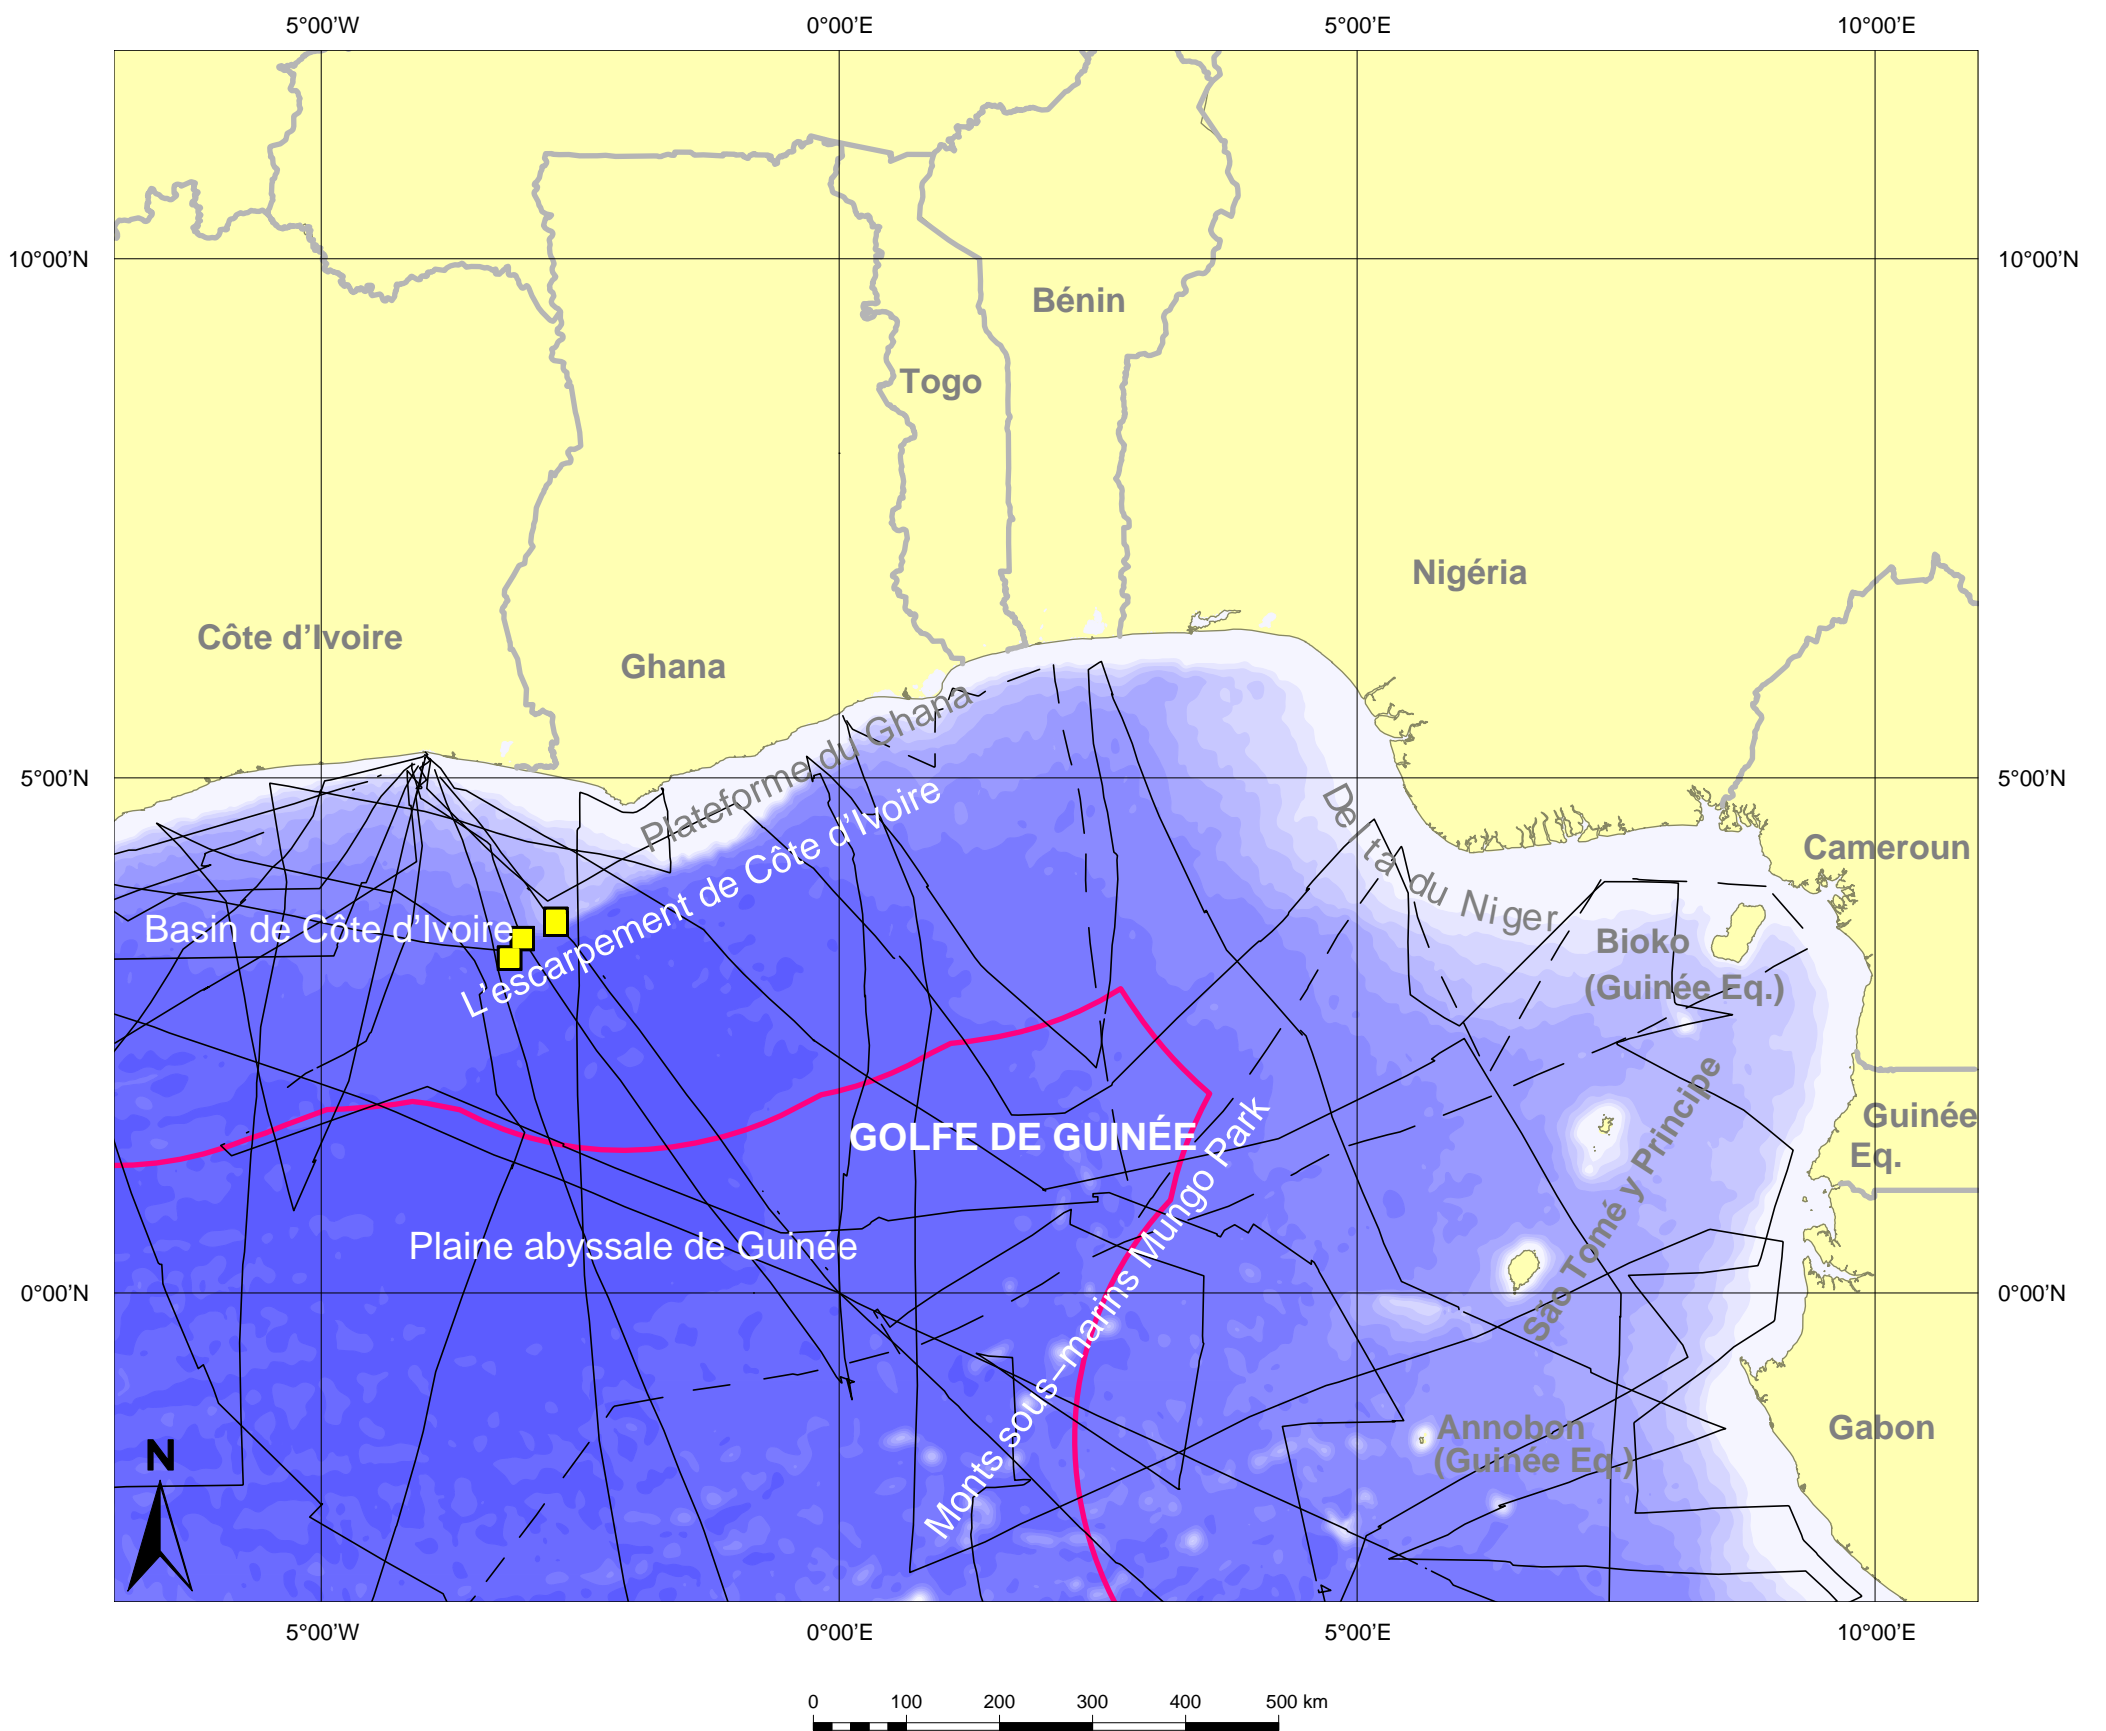 5°00'W 0°00'E 5°00'E 10°00'E
10°00'N 10°00'N
Bénin
Togo
Nigéria
Côte d'Ivoire
Ghana
Plateforme du Ghana
5°00'N 5°00'N
L'escarpement de Côte d'Ivoire
Delta du Niger
Cameroun
Basin de Côte d'Ivoire
Bioko
(Guinée Eq.)
Guinée
Eq.
GOLFE DE GUINÉE
Monts sous-marins Mungo Park
São Tomé y Principe
Plaine abyssale de Guinée
0°00'N 0°00'N
Annobon
(Guinée Eq.)
Gabon
N
5°00'W 0°00'E 5°00'E 10°00'E
0 100 200 300 400 500 km